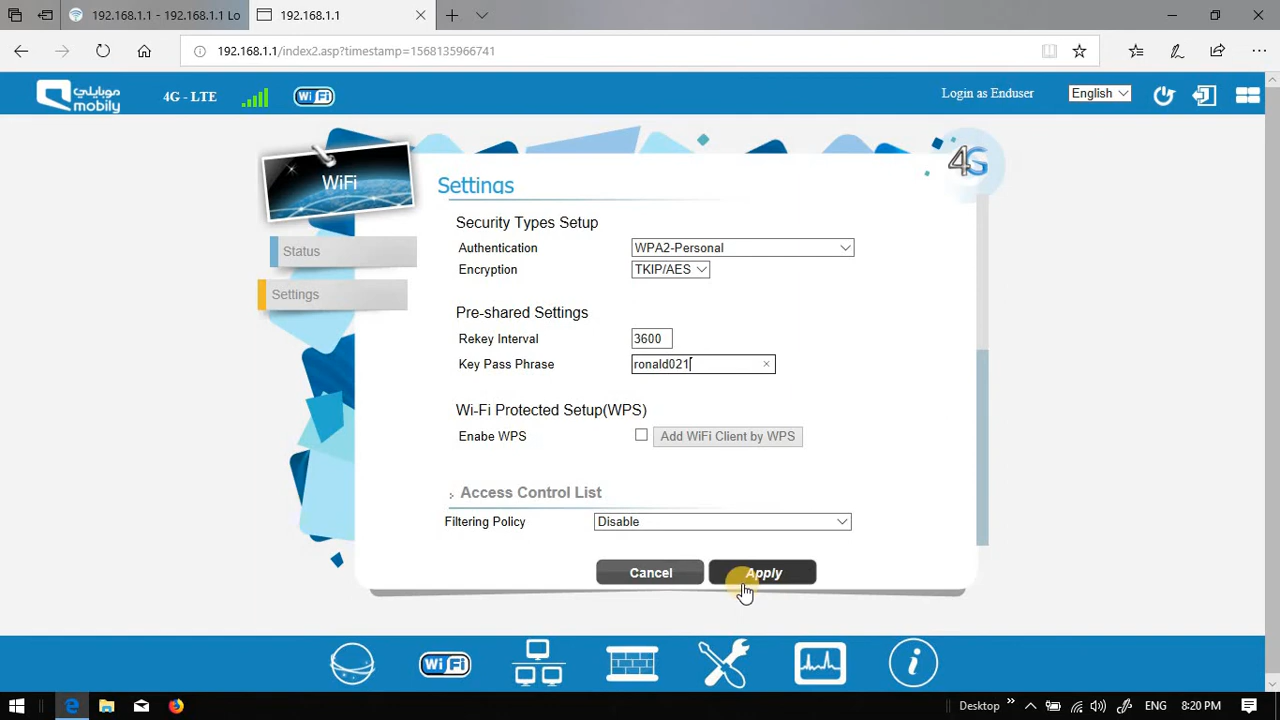 192.168.1.1 - 192.168.1.1 Lo
192.168.1.1
192.168.1.1/index2.asp?timestamp=1568135966741
موبايلي
mobily
4G - LTE
WiFi
Login as Enduser
English
4G
WiFi
Status
Settings
Settings
Security Types Setup
Authentication WPA2-Personal
Encryption TKIP/AES
Pre-shared Settings
Rekey Interval 3600
Key Pass Phrase ronald021
Wi-Fi Protected Setup(WPS)
Enabe WPS Add WiFi Client by WPS
Access Control List
Filtering Policy Disable
Cancel Apply
WiFi
Desktop
ENG
8:20 PM